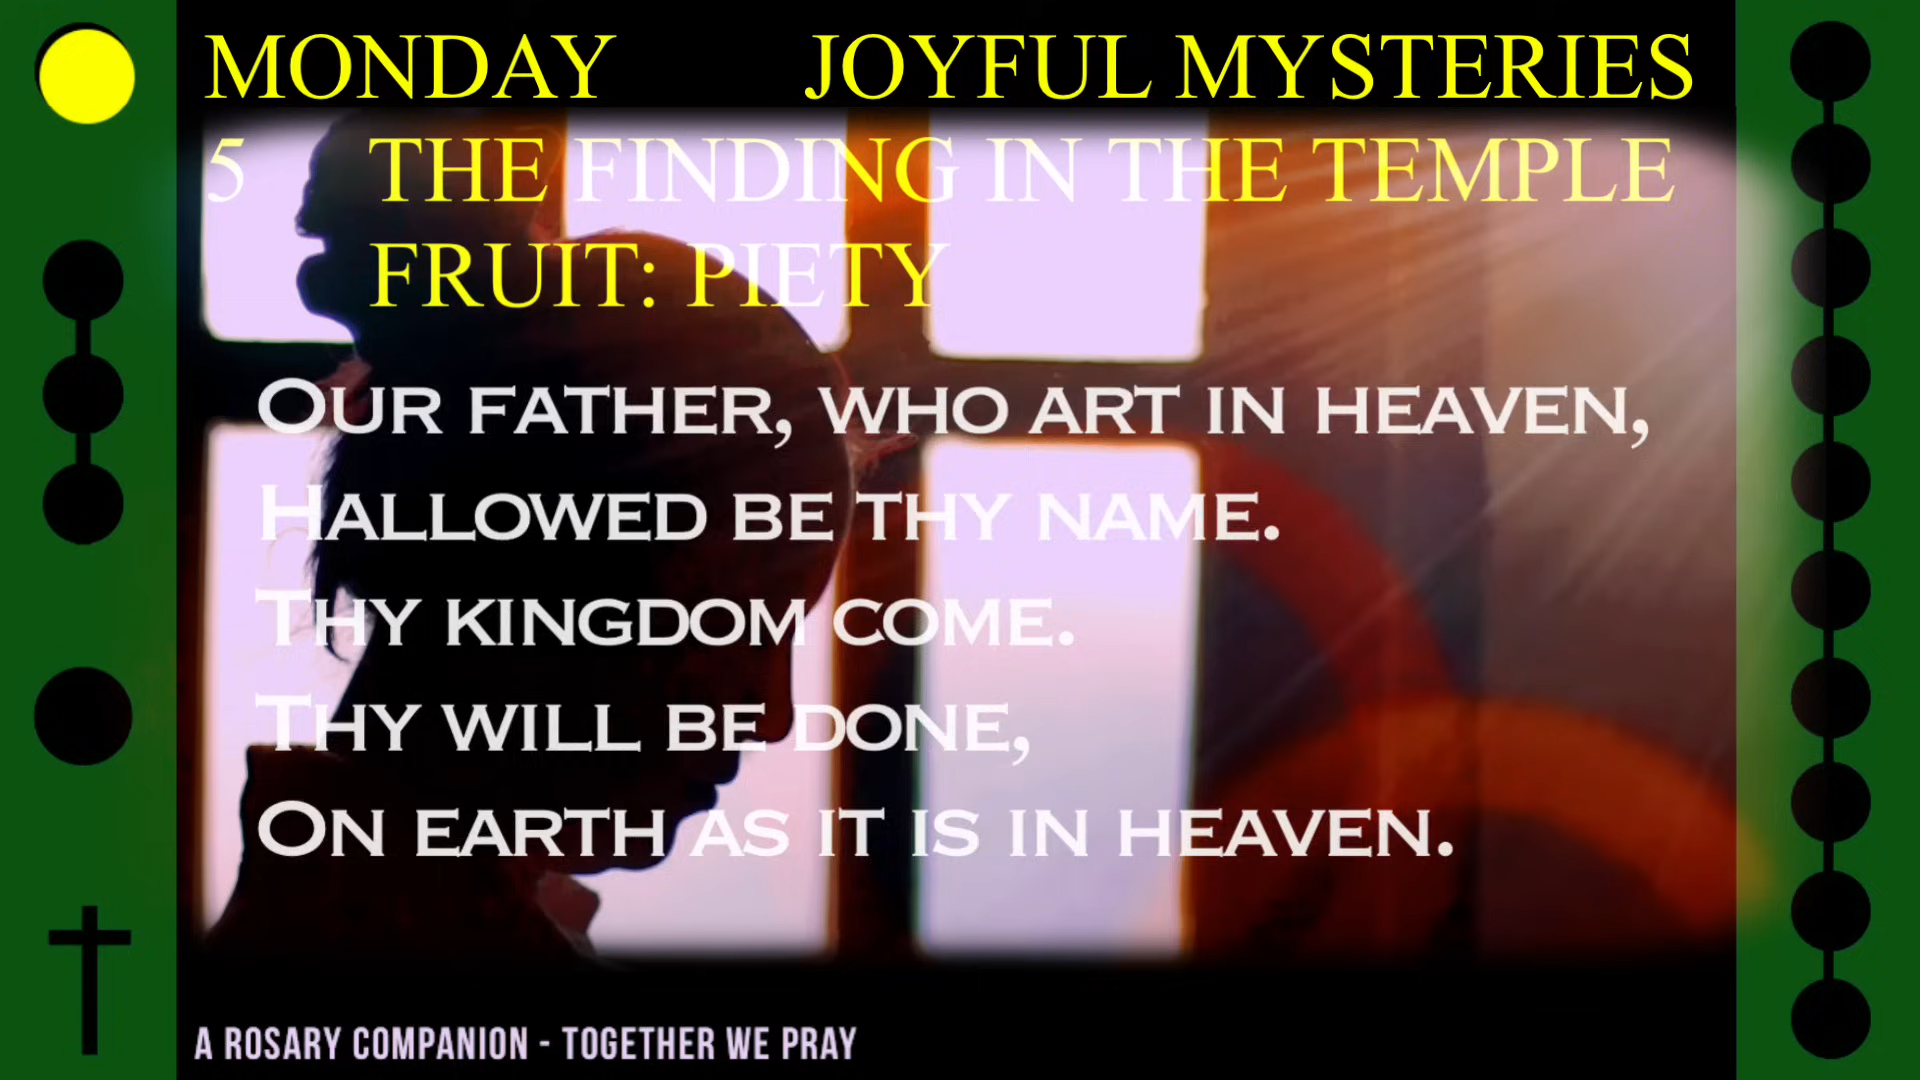 MONDAY JOYFUL MYSTERIES
5 THE FINDING IN THE TEMPLE
FRUIT: PIETY
OUR FATHER, WHO ART IN HEAVEN,
HALLOWED BE THY NAME.
THY KINGDOM COME.
THY WILL BE DONE,
ON EARTH AS IT IS IN HEAVEN.
A ROSARY COMPANION - TOGETHER WE PRAY